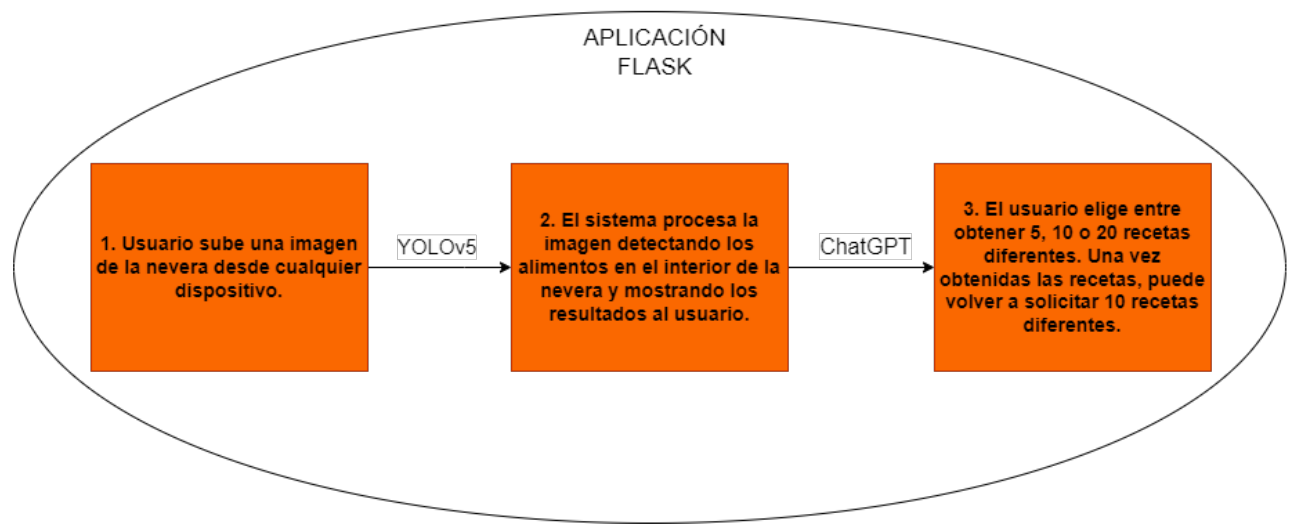 APLICACIÓN
FLASK
1. Usuario sube una imagen
de la nevera desde cualquier
dispositivo.
YOLOv5
2. El sistema procesa la
imagen detectando los
alimentos en el interior de la
nevera y mostrando los
resultados al usuario.
ChatGPT
3. El usuario elige entre
obtener 5, 10 o 20 recetas
diferentes. Una vez
obtenidas las recetas, puede
volver a solicitar 10 recetas
diferentes.